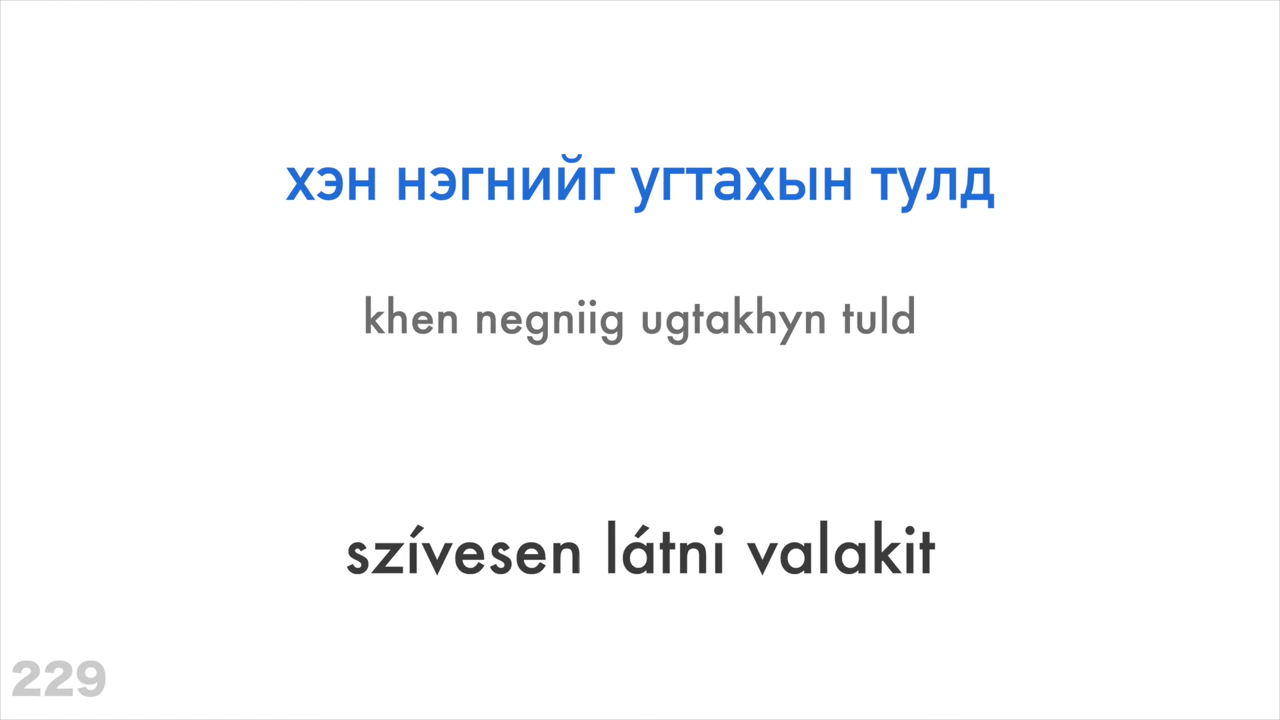 хэн нэгнийг угтахын тулд
khen negniig ugtakhyn tuld
szívesen látni valakit
229